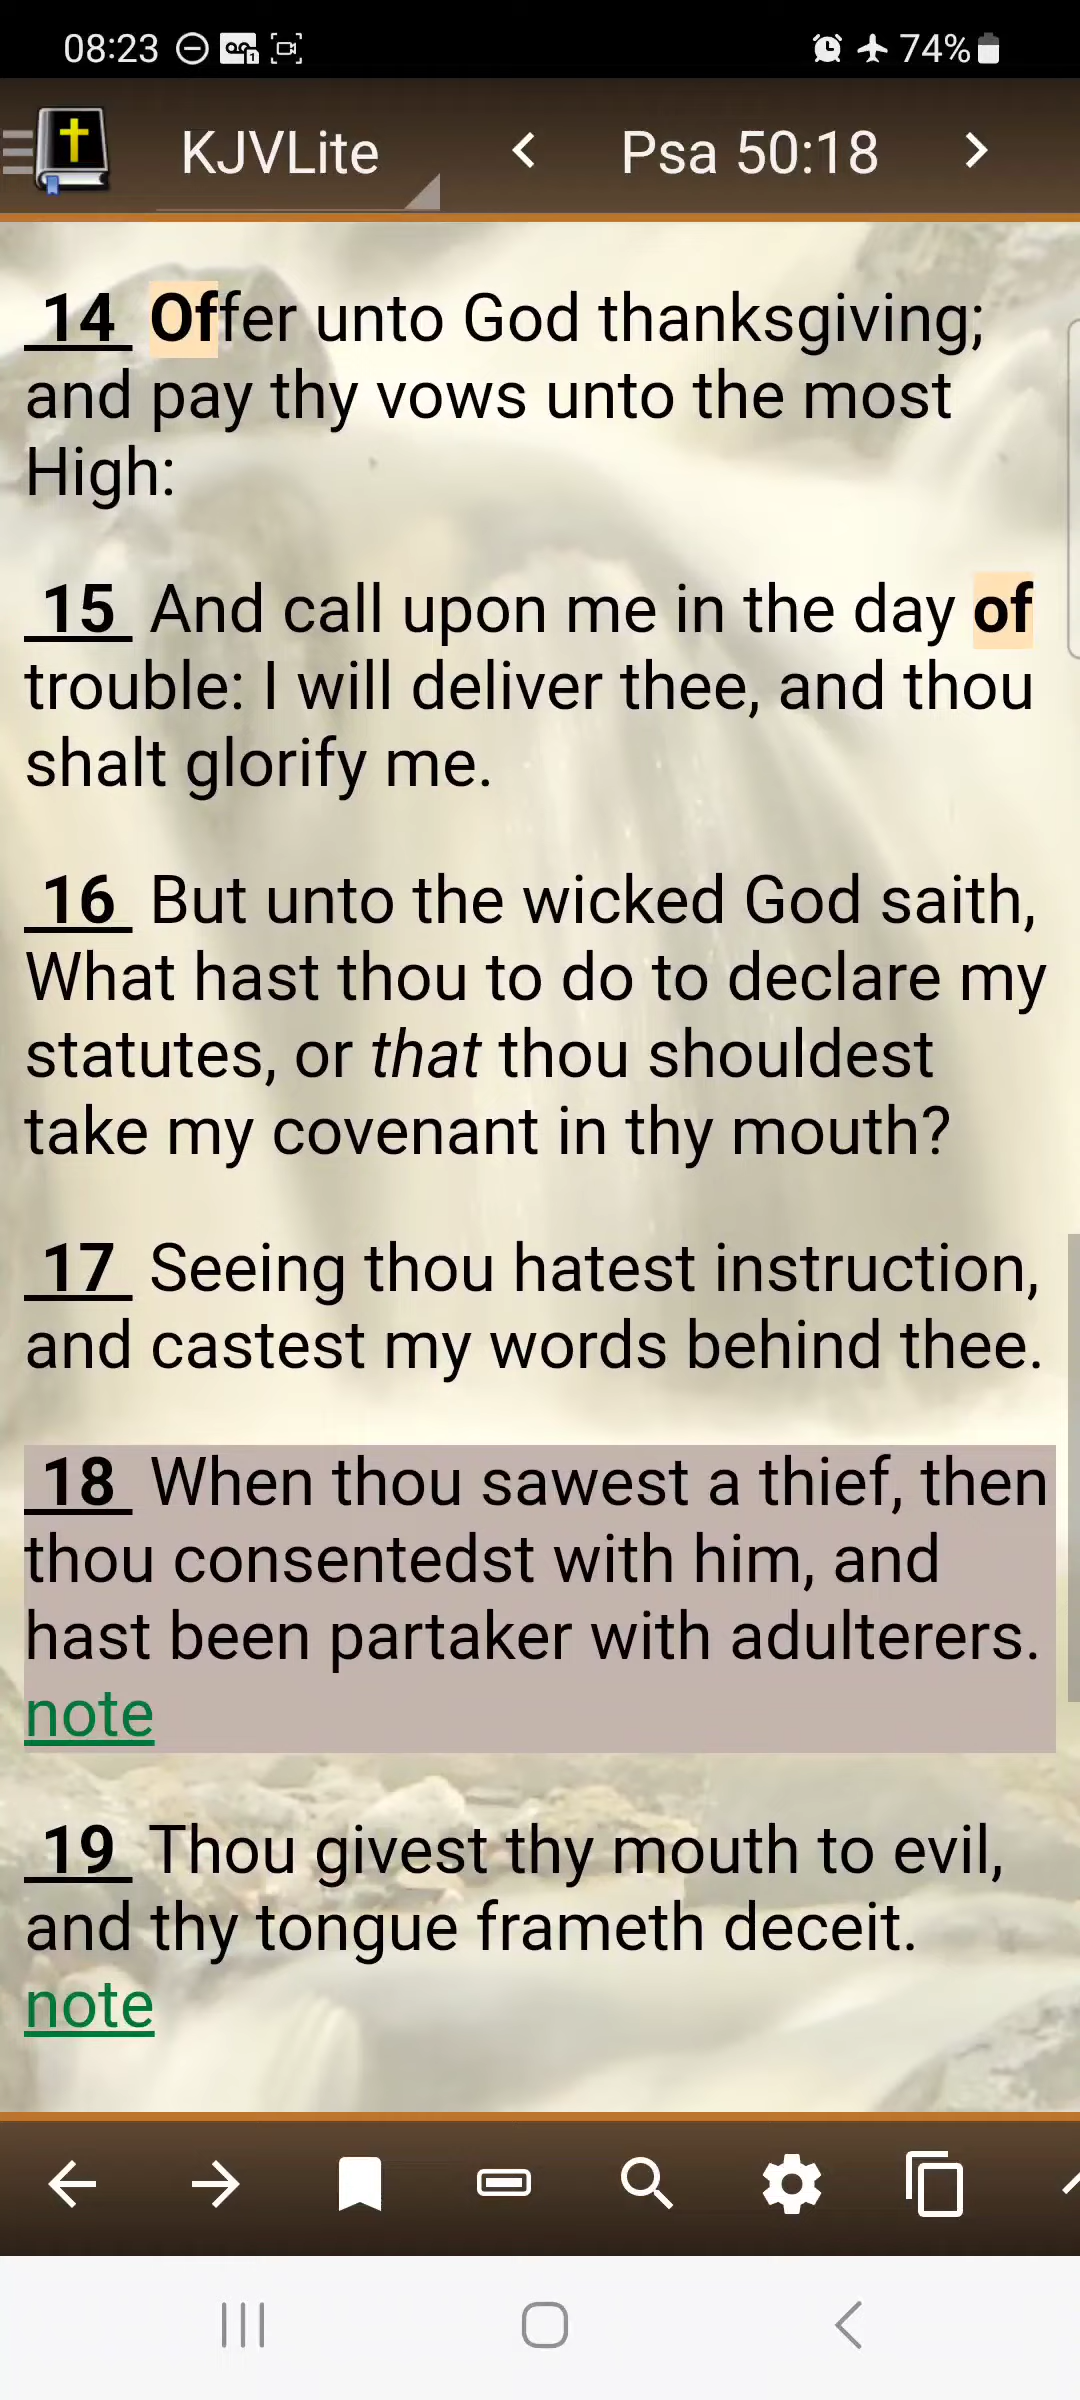 08:23 74%
KJVLite < Psa 50:18 >
14 Offer unto God thanksgiving;
and pay thy vows unto the most
High:
15 And call upon me in the day of
trouble: I will deliver thee, and thou
shalt glorify me.
16 But unto the wicked God saith,
What hast thou to do to declare my
statutes, or that thou shouldest
take my covenant in thy mouth?
17 Seeing thou hatest instruction,
and castest my words behind thee.
18 When thou sawest a thief, then
thou consentedst with him, and
hast been partaker with adulterers.
note
19 Thou givest thy mouth to evil,
and thy tongue frameth deceit.
note